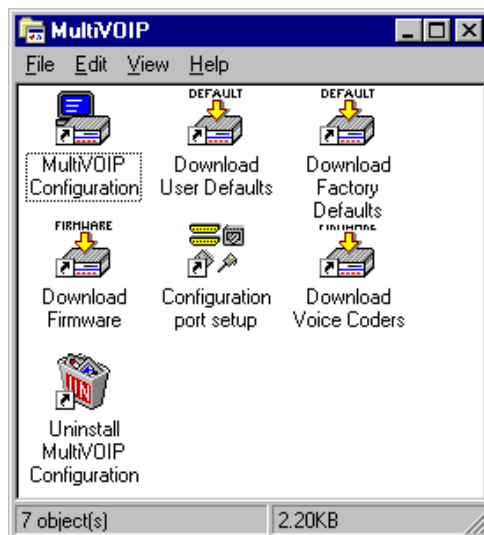 MultiVOIP
File Edit View Help
DEFAULT DEFAULT
MultiVOIP Configuration
Download User Defaults
Download Factory Defaults
FIRMWARE
Download Firmware
Configuration port setup
Download Voice Coders
UN
Uninstall MultiVOIP Configuration
7 object(s) 2.20KB